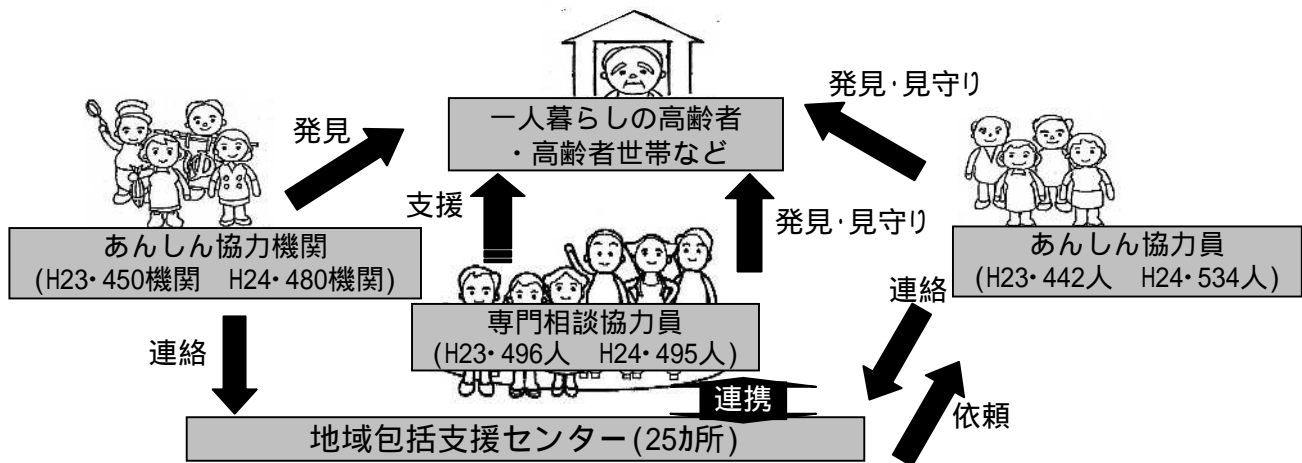 発見・見守り
発見
一人暮らしの高齢者
・高齢者世帯など
支援
発見・見守り
あんしん協力機関
(H23・450機関　H24・480機関)
あんしん協力員
(H23・442人　H24・534人)
連絡
専門相談協力員
(H23・496人　H24・495人)
連絡
連携
依頼
地域包括支援センター(25カ所)